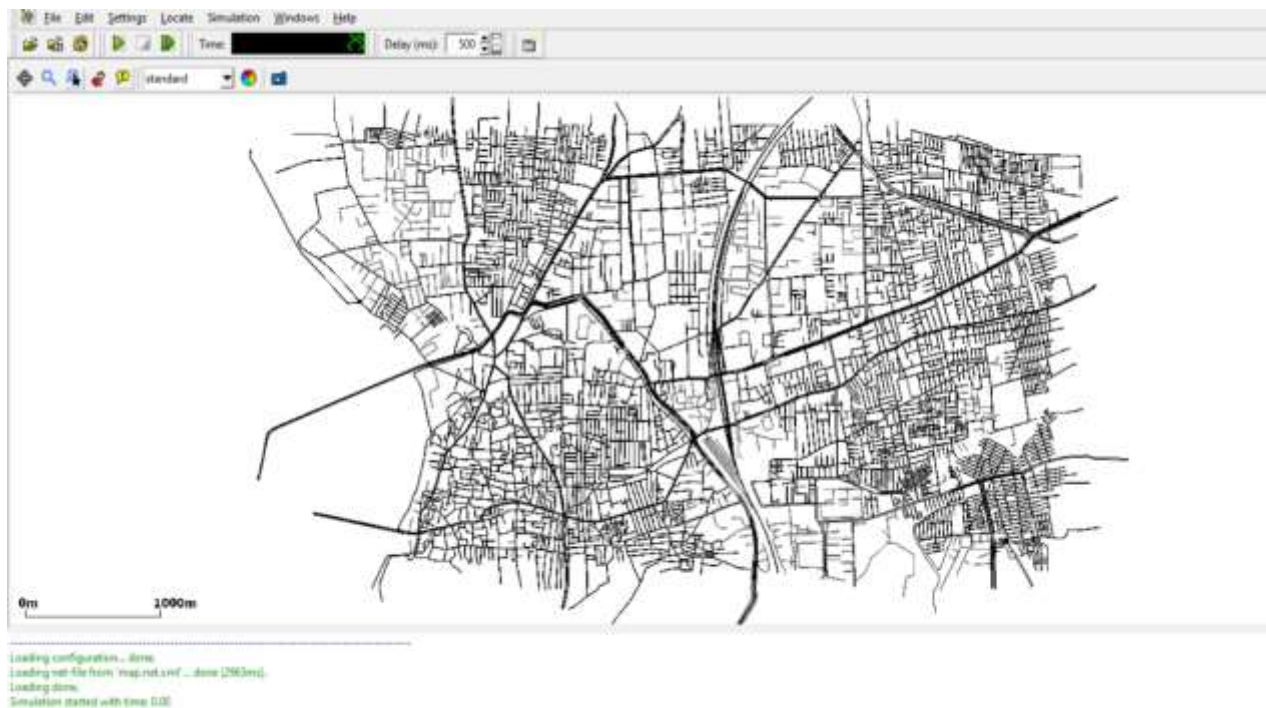 File Edit Settings Locate Simulation Windows Help
Time: Delay (ms): 500
standard
0m 1000m
Loading configuration... done.
Loading net-file from 'map.net.xml'... done (2963ms).
Loading done.
Simulation started with time: 0.00